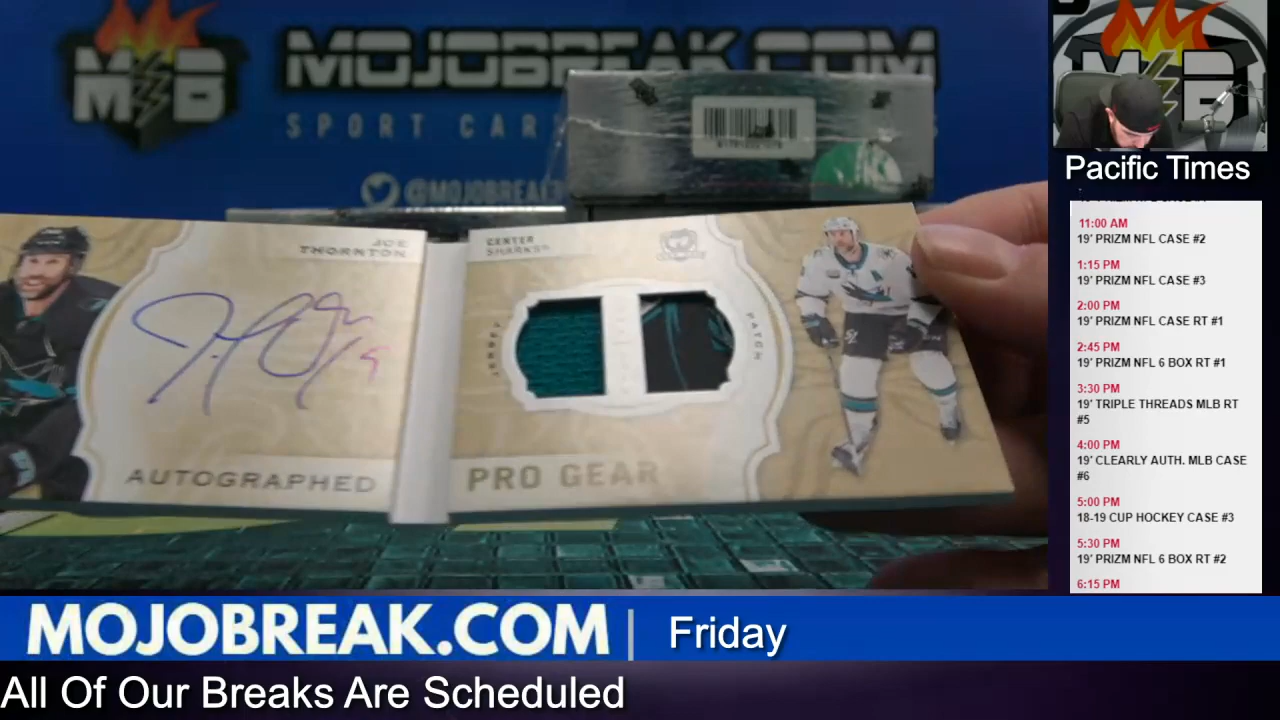 MOJOBREAK.COM
MB
SPORT CAR
@MOJOBREAK
JOE
THORNTON
CENTER
SHARKS
JERSEY
PATCH
AUTOGRAPHED
PRO GEAR
MB
Pacific Times
11:00 AM
19' PRIZM NFL CASE #2
1:15 PM
19' PRIZM NFL CASE #3
2:00 PM
19' PRIZM NFL CASE RT #1
2:45 PM
19' PRIZM NFL 6 BOX RT #1
3:30 PM
19' TRIPLE THREADS MLB RT
#5
4:00 PM
19' CLEARLY AUTH. MLB CASE
#6
5:00 PM
18-19 CUP HOCKEY CASE #3
5:30 PM
19' PRIZM NFL 6 BOX RT #2
6:15 PM
MOJOBREAK.COM | Friday
All Of Our Breaks Are Scheduled